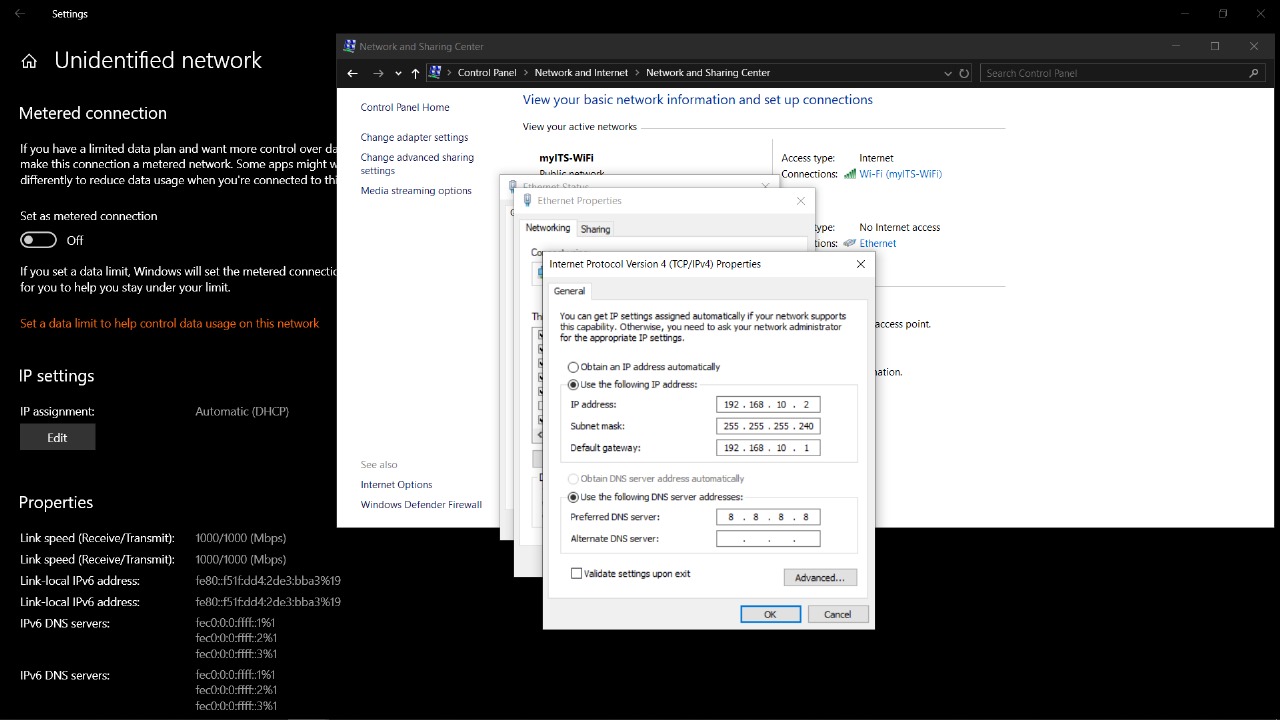 Settings
Unidentified network
Metered connection
If you have a limited data plan and want more control over da
make this connection a metered network. Some apps might w
differently to reduce data usage when you're connected to thi
Set as metered connection
Off
If you set a data limit, Windows will set the metered connectio
for you to help you stay under your limit.
Set a data limit to help control data usage on this network
IP settings
IP assignment: Automatic (DHCP)
Edit
Properties
Link speed (Receive/Transmit): 1000/1000 (Mbps)
Link speed (Receive/Transmit): 1000/1000 (Mbps)
Link-local IPv6 address: fe80::f51f:dd4:2de3:bba3%19
Link-local IPv6 address: fe80::f51f:dd4:2de3:bba3%19
IPv6 DNS servers: fec0:0:0:ffff::1%1
fec0:0:0:ffff::2%1
fec0:0:0:ffff::3%1
IPv6 DNS servers: fec0:0:0:ffff::1%1
fec0:0:0:ffff::2%1
fec0:0:0:ffff::3%1
Network and Sharing Center
Control Panel > Network and Internet > Network and Sharing Center
Search Control Panel
Control Panel Home
Change adapter settings
Change advanced sharing
settings
Media streaming options
See also
Internet Options
Windows Defender Firewall
View your basic network information and set up connections
View your active networks
myITS-WiFi
Public network
Access type: Internet
Connections: Wi-Fi (myITS-WiFi)
type: No Internet access
tions: Ethernet
access point.
nation.
Ethernet Status
Ethernet Properties
Networking
Sharing
Internet Protocol Version 4 (TCP/IPv4) Properties
General
You can get IP settings assigned automatically if your network supports
this capability. Otherwise, you need to ask your network administrator
for the appropriate IP settings.
Obtain an IP address automatically
Use the following IP address:
IP address: 192 . 168 . 10 . 2
Subnet mask: 255 . 255 . 255 . 240
Default gateway: 192 . 168 . 10 . 1
Obtain DNS server address automatically
Use the following DNS server addresses:
Preferred DNS server: 8 . 8 . 8 . 8
Alternate DNS server: . . .
Validate settings upon exit
Advanced...
OK
Cancel